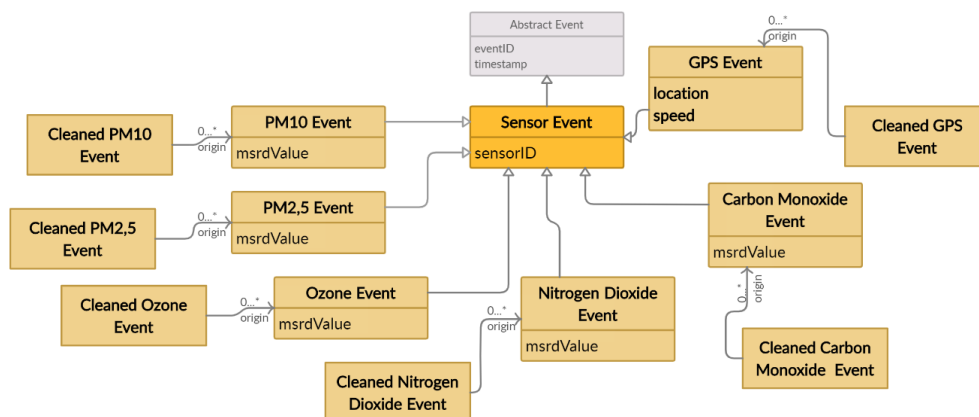 Abstract Event
eventID
timestamp
0...*
origin
GPS Event
location
speed
Cleaned GPS
Event
Sensor Event
sensorID
PM10 Event
msrdValue
0...*
origin
Cleaned PM10
Event
PM2,5 Event
msrdValue
0...*
origin
Cleaned PM2,5
Event
Carbon Monoxide
Event
msrdValue
0...*
origin
Cleaned Carbon
Monoxide Event
Ozone Event
msrdValue
0...*
origin
Cleaned Ozone
Event
Nitrogen Dioxide
Event
msrdValue
0...*
origin
Cleaned Nitrogen
Dioxide Event